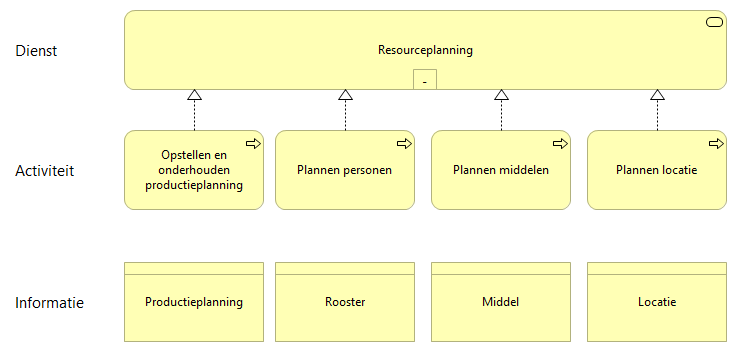 Dienst
Resourceplanning
-
Activiteit
Opstellen en
onderhouden
productieplanning
Plannen personen
Plannen middelen
Plannen locatie
Informatie
Productieplanning
Rooster
Middel
Locatie